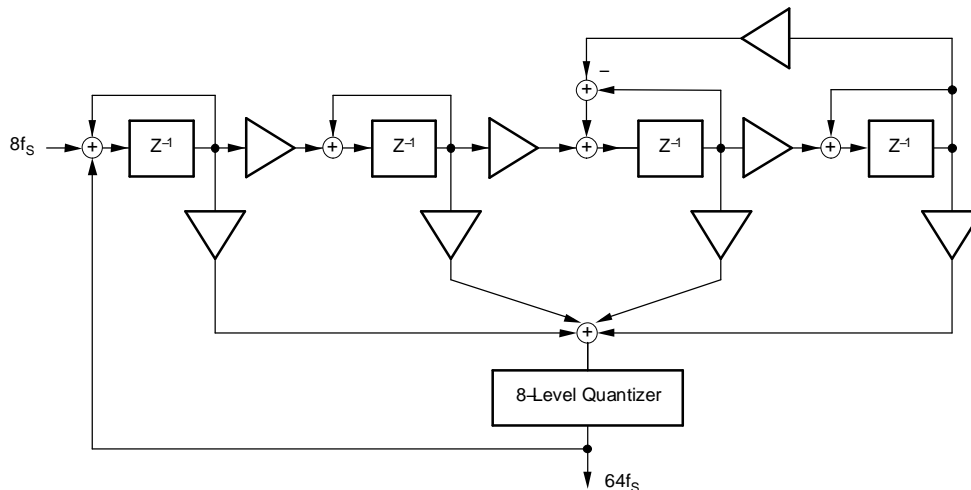 –
+
+
+
+
+
8fS
Z–1
Z–1
Z–1
Z–1
+
8–Level Quantizer
64fS